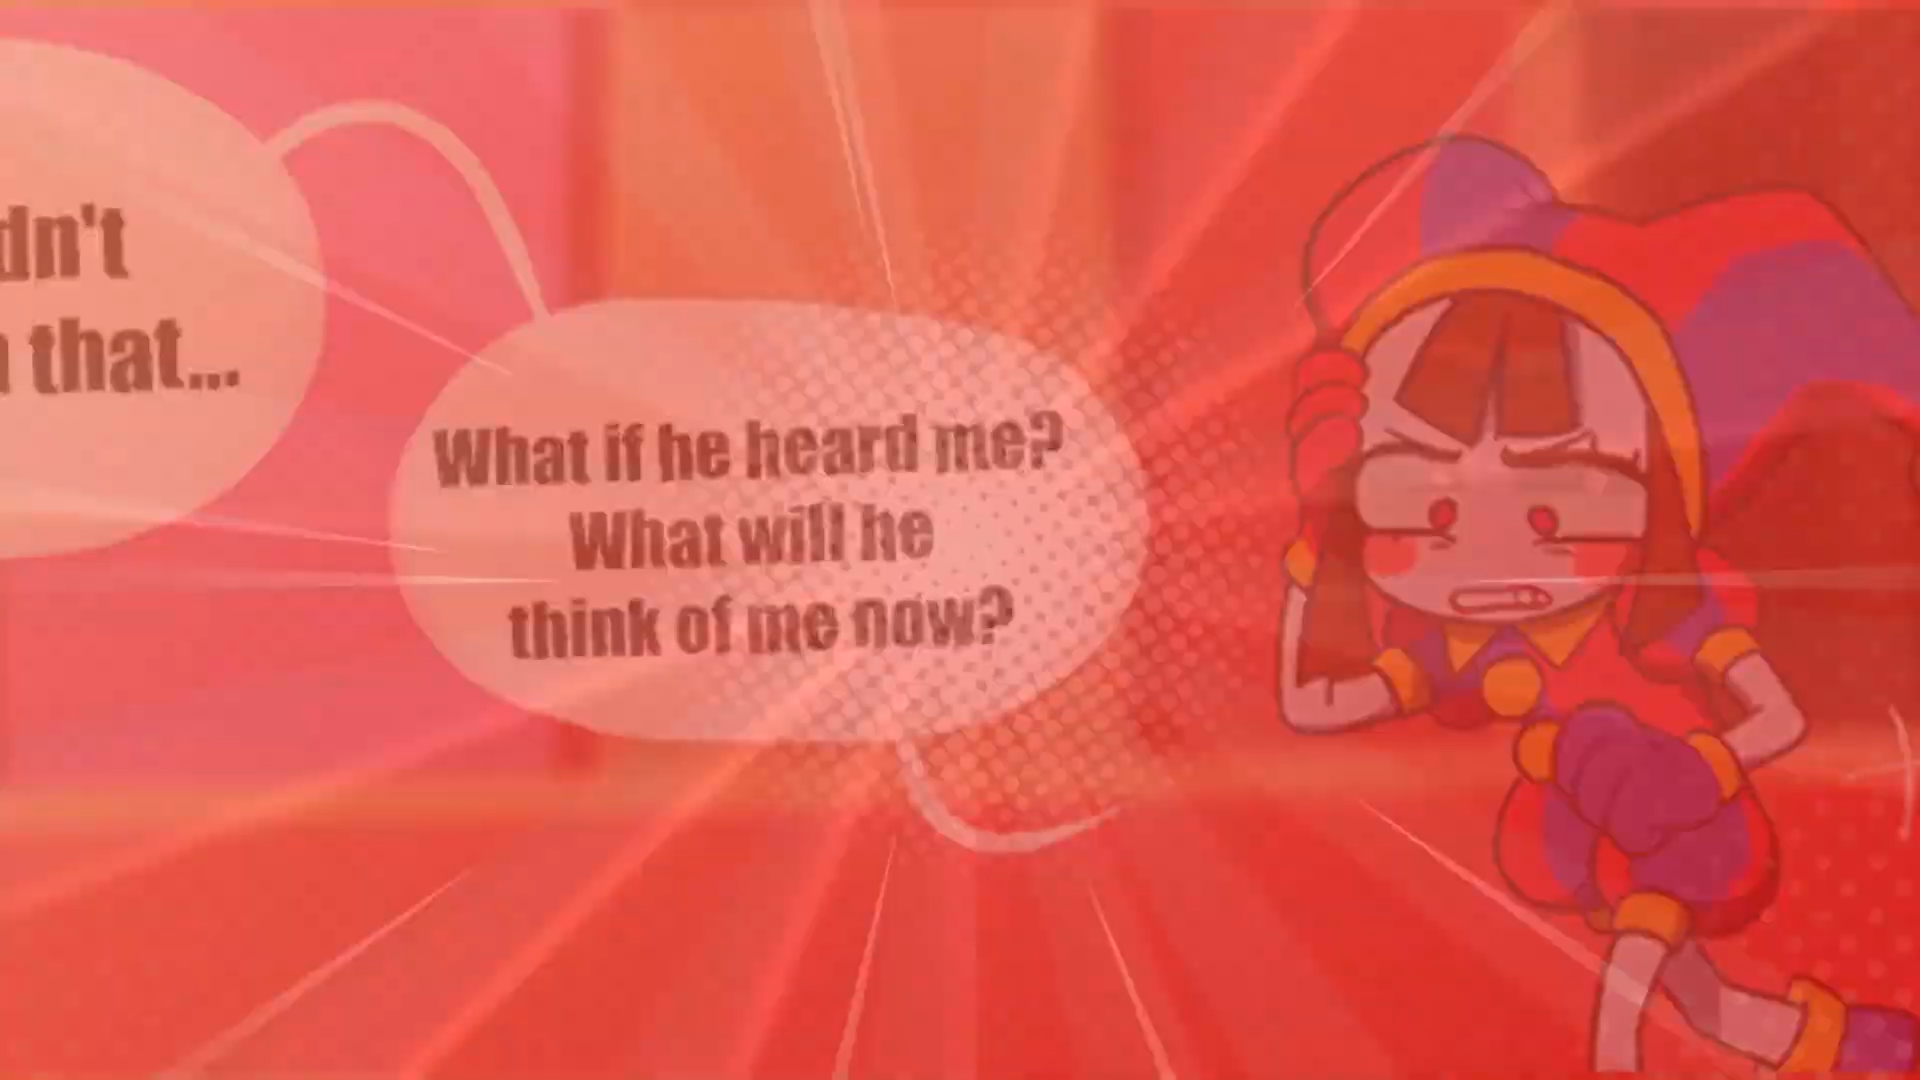 dn't
that...
What if he heard me?
What will he
think of me now?